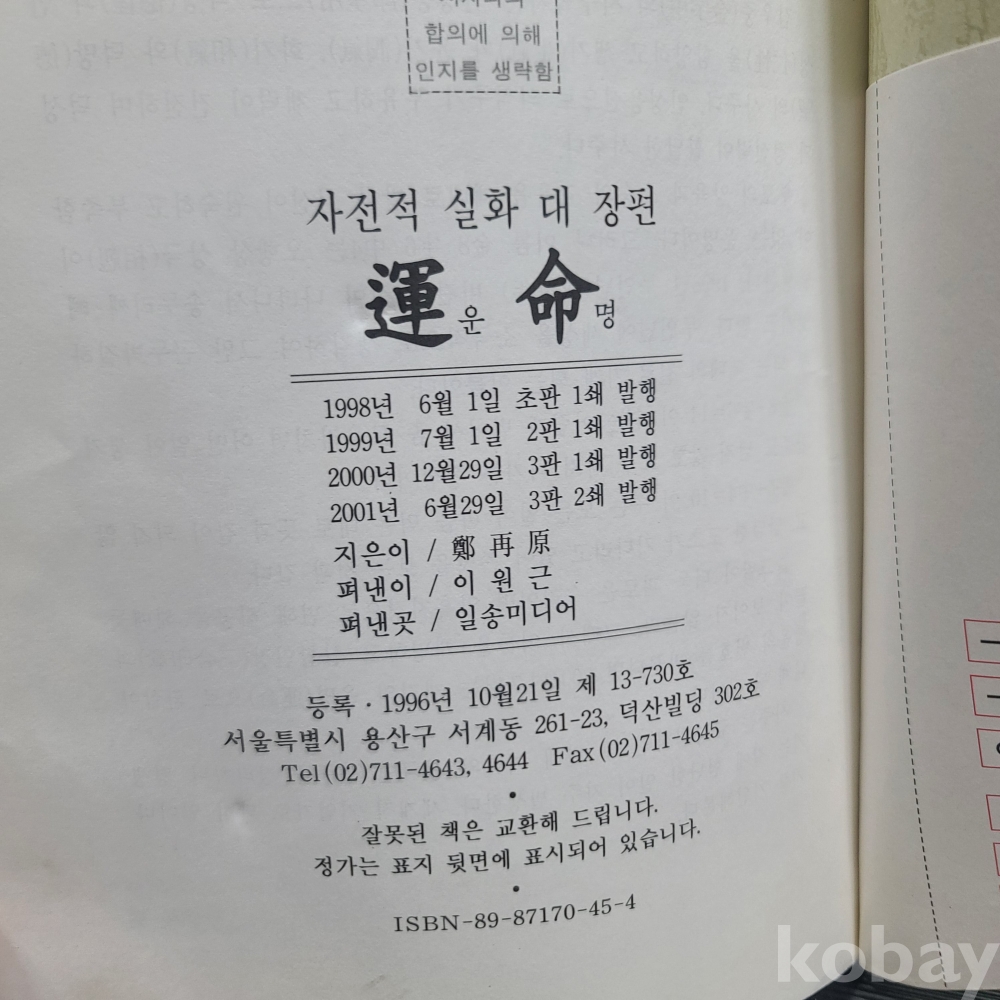 합의에 의해
인지를 생략함
자전적 실화 대 장편
運운 命명
1998년 6월 1일 초판 1쇄 발행
1999년 7월 1일 2판 1쇄 발행
2000년 12월29일 3판 1쇄 발행
2001년 6월29일 3판 2쇄 발행
지은이 / 鄭 再 原
펴낸이 / 이 원 근
펴낸곳 / 일송미디어
등록 · 1996년 10월21일 제 13-730호
서울특별시 용산구 서계동 261-23, 덕산빌딩 302호
Tel(02)711-4643, 4644 Fax(02)711-4645
•
잘못된 책은 교환해 드립니다.
정가는 표지 뒷면에 표시되어 있습니다.
•
ISBN-89-87170-45-4
kobay